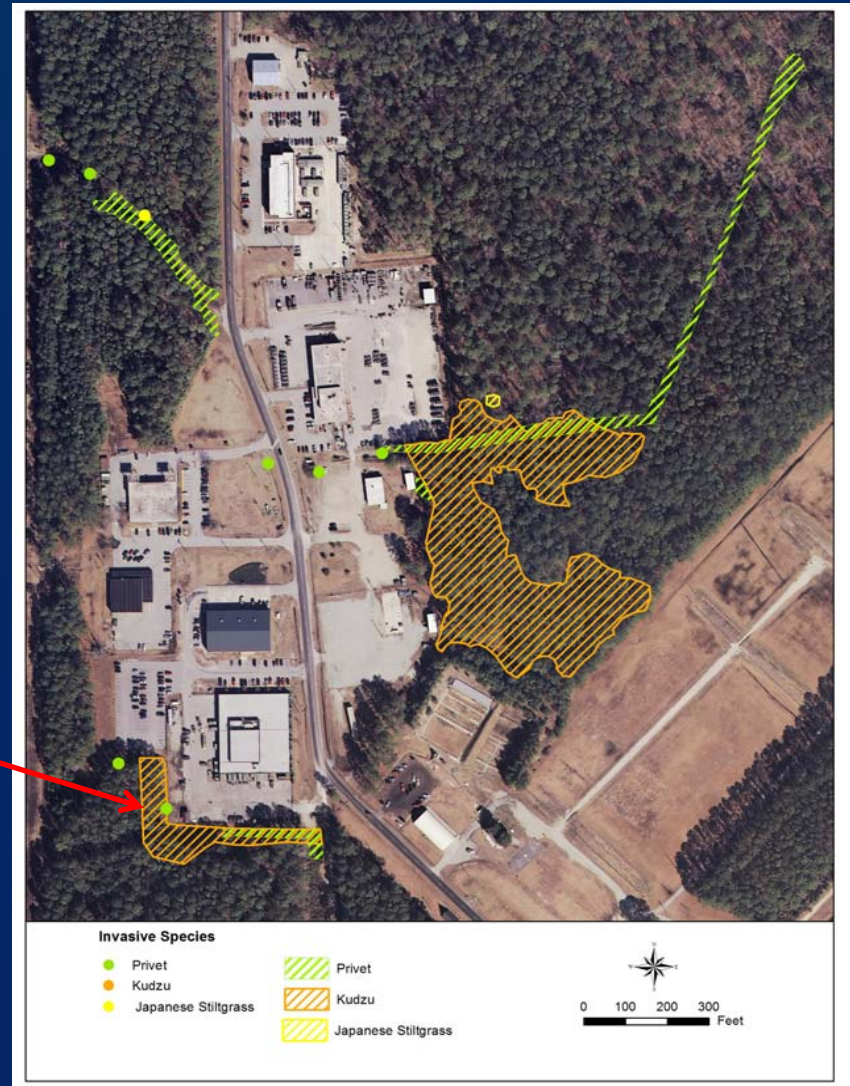 Invasive Species
Privet
Kudzu
Japanese Stiltgrass
Privet
Kudzu
Japanese Stiltgrass
N
W E
S
0 100 200 300
Feet